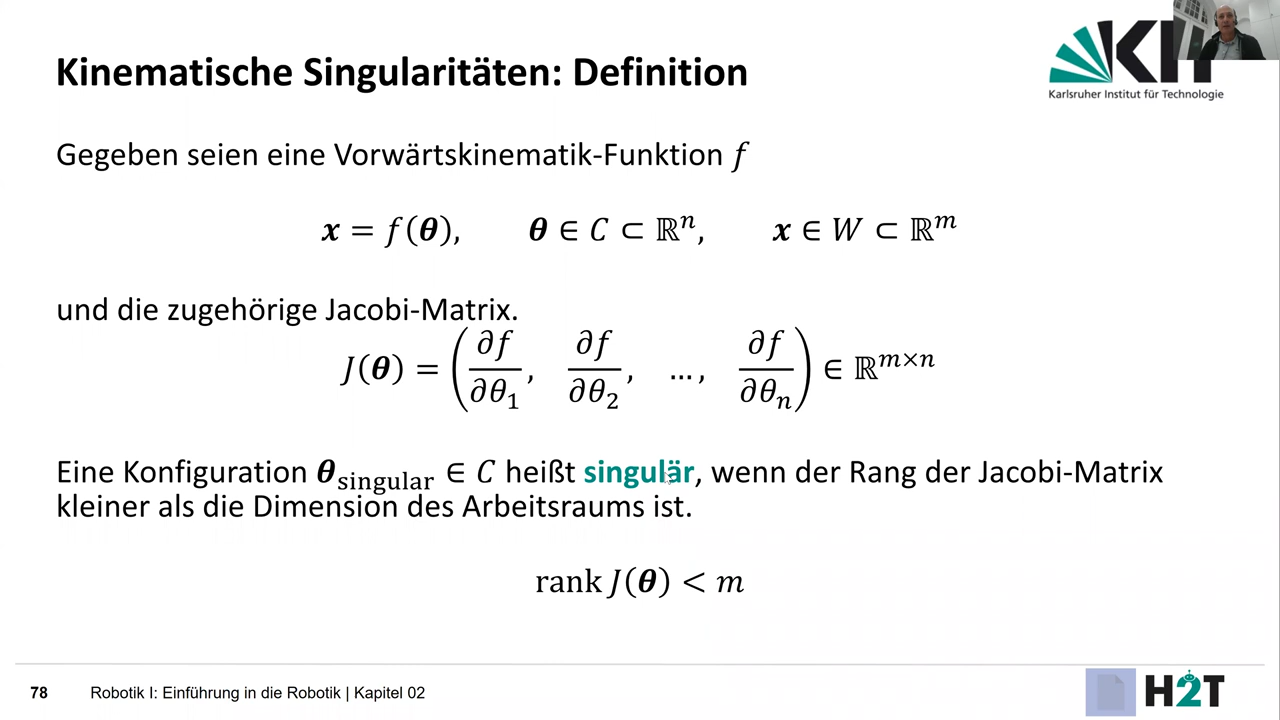 Kinematische Singularitäten: Definition
KIT
Karlsruher Institut für Technologie
Gegeben seien eine Vorwärtskinematik-Funktion f
x = f(θ), θ ∈ C ⊂ ℝⁿ, x ∈ W ⊂ ℝᵐ
und die zugehörige Jacobi-Matrix.
J(θ) = (∂f/∂θ₁, ∂f/∂θ₂, …, ∂f/∂θₙ) ∈ ℝᵐˣⁿ
Eine Konfiguration θ_singular ∈ C heißt singulär, wenn der Rang der Jacobi-Matrix
kleiner als die Dimension des Arbeitsraums ist.
rank J(θ) < m
78 Robotik I: Einführung in die Robotik | Kapitel 02
H2T